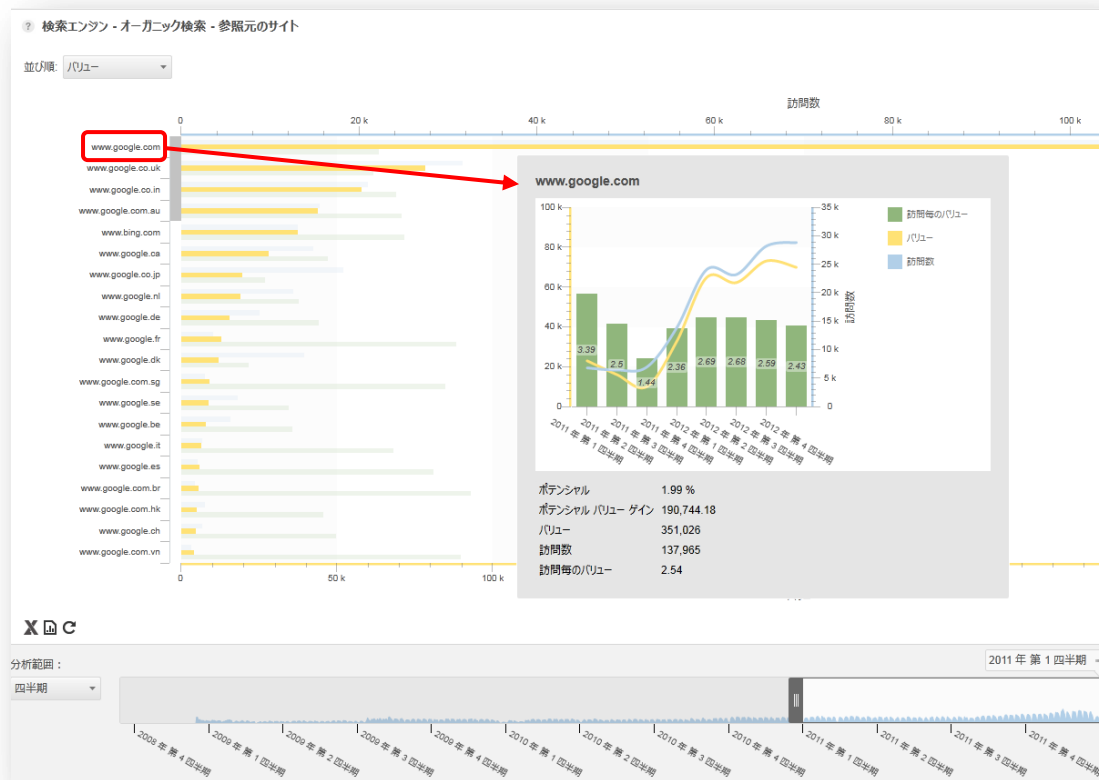 ? 検索エンジン - オーガニック検索 - 参照元のサイト
並び順: バリュー
訪問数
0 20 k 40 k 60 k 80 k 100 k
www.google.com
www.google.co.uk
www.google.co.in
www.google.com.au
www.bing.com
www.google.ca
www.google.co.jp
www.google.nl
www.google.de
www.google.fr
www.google.dk
www.google.com.sg
www.google.se
www.google.be
www.google.it
www.google.es
www.google.com.br
www.google.com.hk
www.google.ch
www.google.com.vn
0 50 k 100 k
www.google.com
100 k
80 k
60 k
40 k
20 k
0
35 k
30 k
25 k
20 k
15 k
10 k
5 k
0
訪問数
訪問毎のバリュー
バリュー
訪問数
3.39 2.5 1.44 2.36 2.69 2.68 2.59 2.43
2011 年 第 1 四半期
2011 年 第 2 四半期
2011 年 第 3 四半期
2011 年 第 4 四半期
2012 年 第 1 四半期
2012 年 第 2 四半期
2012 年 第 3 四半期
2012 年 第 4 四半期
ポテンシャル 1.99 %
ポテンシャル バリュー ゲイン 190,744.18
バリュー 351,026
訪問数 137,965
訪問毎のバリュー 2.54
分析範囲 :
四半期
2011 年 第 1 四半期
2008 年 第 4 四半期
2009 年 第 1 四半期
2009 年 第 2 四半期
2009 年 第 3 四半期
2009 年 第 4 四半期
2010 年 第 1 四半期
2010 年 第 2 四半期
2010 年 第 3 四半期
2010 年 第 4 四半期
2011 年 第 1 四半期
2011 年 第 2 四半期
2011 年 第 3 四半期
2011 年 第 4 四半期